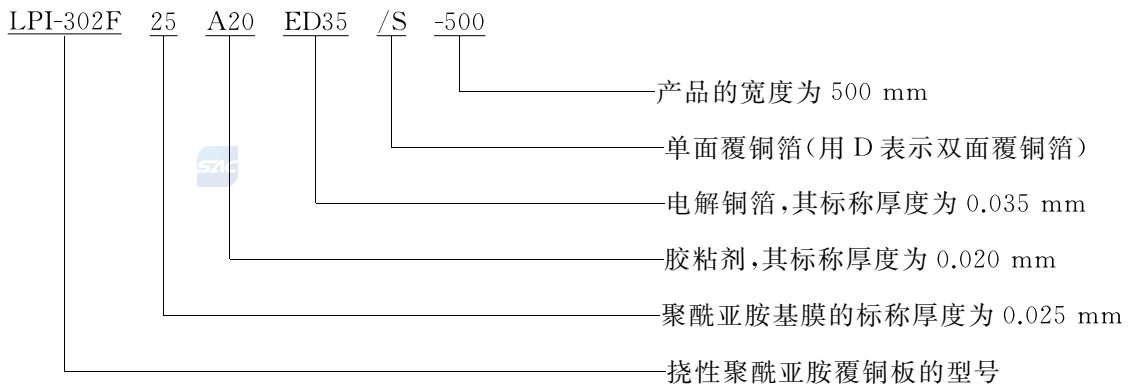 LPI-302F 25 A20 ED35 /S -500
产品的宽度为 500 mm
单面覆铜箔(用 D 表示双面覆铜箔)
SAC
电解铜箔,其标称厚度为 0.035 mm
胶粘剂,其标称厚度为 0.020 mm
聚酰亚胺基膜的标称厚度为 0.025 mm
挠性聚酰亚胺覆铜板的型号